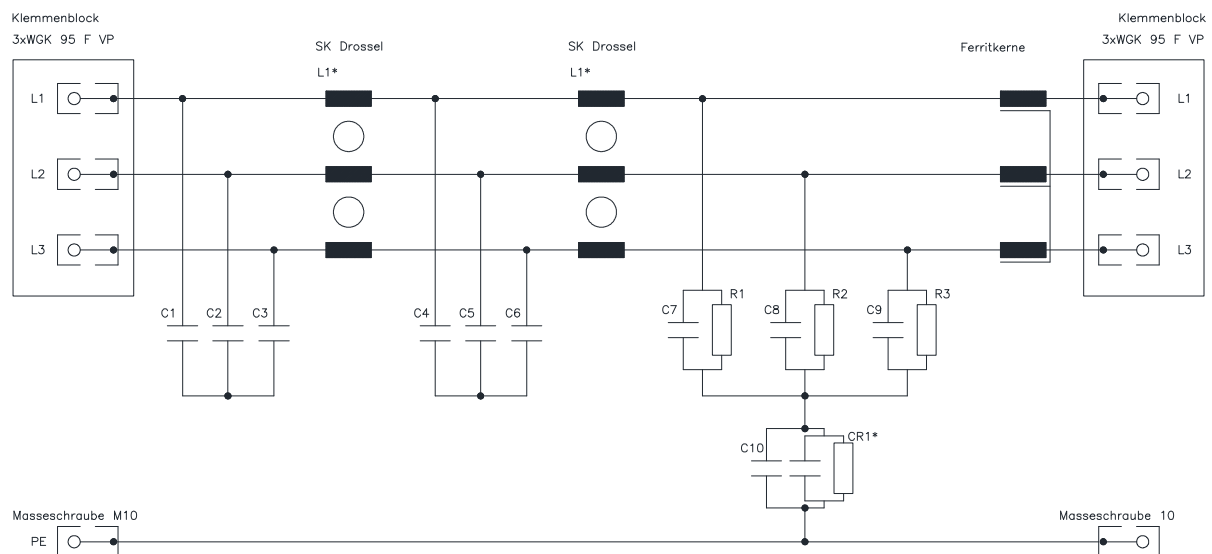 Klemmenblock
3xWGK 95 F VP
Klemmenblock
3xWGK 95 F VP
SK Drossel
L1*
SK Drossel
L1*
Ferritkerne
L1
L1
L2
L2
L3
L3
C1
C2
C3
C4
C5
C6
C7
R1
C8
R2
C9
R3
C10
CR1*
Masseschraube M10
PE
Masseschraube 10